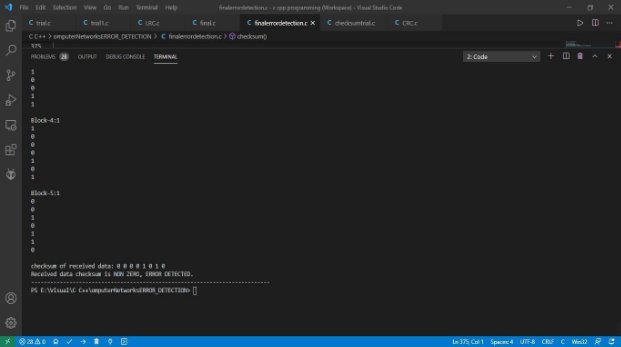 File Edit Selection View Go Run Terminal Help finalerrordetection.c - c cpp programming (Workspace) - Visual Studio Code
trial.c trial1.c LRC.c final.c finalerrordetection.c checksumtrial.c CRC.c
C C++ > omputerNetworksERROR_DETECTION > finalerrordetection.c > checksum()
375
PROBLEMS 28 OUTPUT DEBUG CONSOLE TERMINAL 2: Code
1
0
0
1
1
Block-4:1
1
0
0
0
1
0
1
Block-5:1
0
0
1
0
1
1
0
checksum of received data: 0 0 0 0 1 0 1 0
Received data checksum is NON ZERO, ERROR DETECTED.
--------------------------------------------------------------------------------
PS E:\Visual\C C++\omputerNetworksERROR_DETECTION>
28 0 Ln 375, Col 1 Spaces: 4 UTF-8 CRLF C Win32